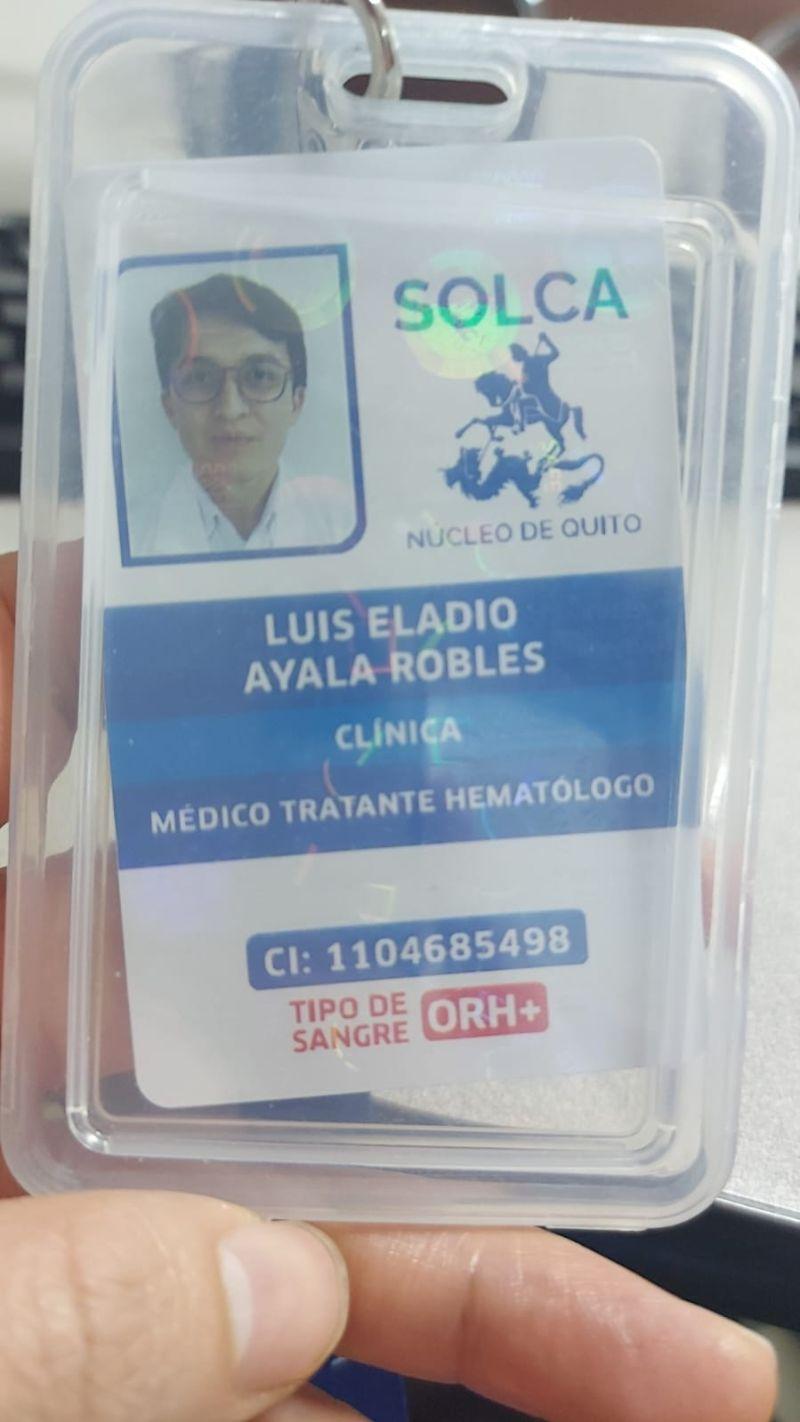 SOLCA
NÚCLEO DE QUITO
LUIS ELADIO
AYALA ROBLES
CLÍNICA
MÉDICO TRATANTE HEMATÓLOGO
CI: 1104685498
TIPO DE
SANGRE ORH+